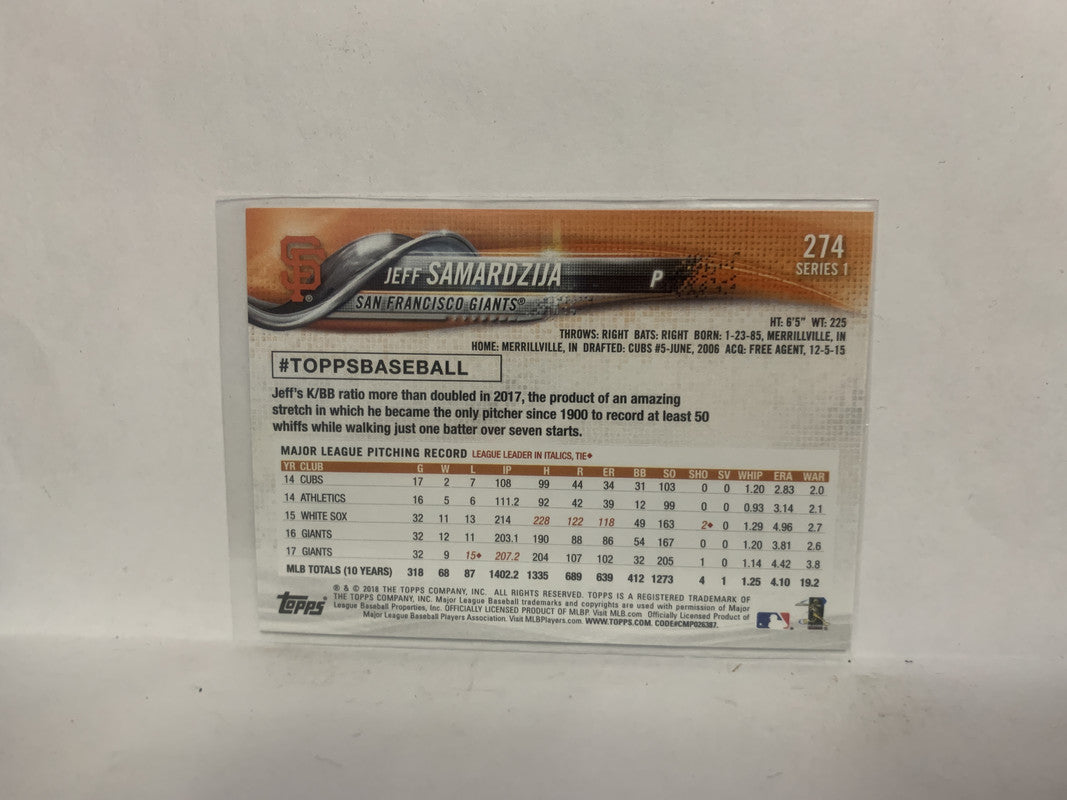 SF®
274
SERIES 1
JEFF SAMARDZIJA P
SAN FRANCISCO GIANTS®
HT: 6'5" WT: 225
THROWS: RIGHT BATS: RIGHT BORN: 1-23-85, MERRILLVILLE, IN
HOME: MERRILLVILLE, IN DRAFTED: CUBS #5-JUNE, 2006 ACQ: FREE AGENT, 12-5-15
#TOPPSBASEBALL
Jeff's K/BB ratio more than doubled in 2017, the product of an amazing
stretch in which he became the only pitcher since 1900 to record at least 50
whiffs while walking just one batter over seven starts.
MAJOR LEAGUE PITCHING RECORD LEAGUE LEADER IN ITALICS, TIE♦
YR CLUB G W L IP H R ER BB SO SHO SV WHIP ERA WAR
14 CUBS 17 2 7 108 99 44 34 31 103 0 0 1.20 2.83 2.0
14 ATHLETICS 16 5 6 111.2 92 42 39 12 99 0 0 0.93 3.14 2.1
15 WHITE SOX 32 11 13 214 228 122 118 49 163 2♦ 0 1.29 4.96 2.7
16 GIANTS 32 12 11 203.1 190 88 86 54 167 0 0 1.20 3.81 2.6
17 GIANTS 32 9 15♦ 207.2 204 107 102 32 205 1 0 1.14 4.42 3.8
MLB TOTALS (10 YEARS) 318 68 87 1402.2 1335 689 639 412 1273 4 1 1.25 4.10 19.2
topps®
® & © 2018 THE TOPPS COMPANY, INC. ALL RIGHTS RESERVED. TOPPS IS A REGISTERED TRADEMARK OF
THE TOPPS COMPANY, INC. Major League Baseball trademarks and copyrights are used with permission of Major
League Baseball Properties, Inc. OFFICIALLY LICENSED PRODUCT OF MLBP. Visit MLB.com Officially Licensed Product of
Major League Baseball Players Association. Visit MLBPlayers.com. WWW.TOPPS.COM. CODE#CMP026387.